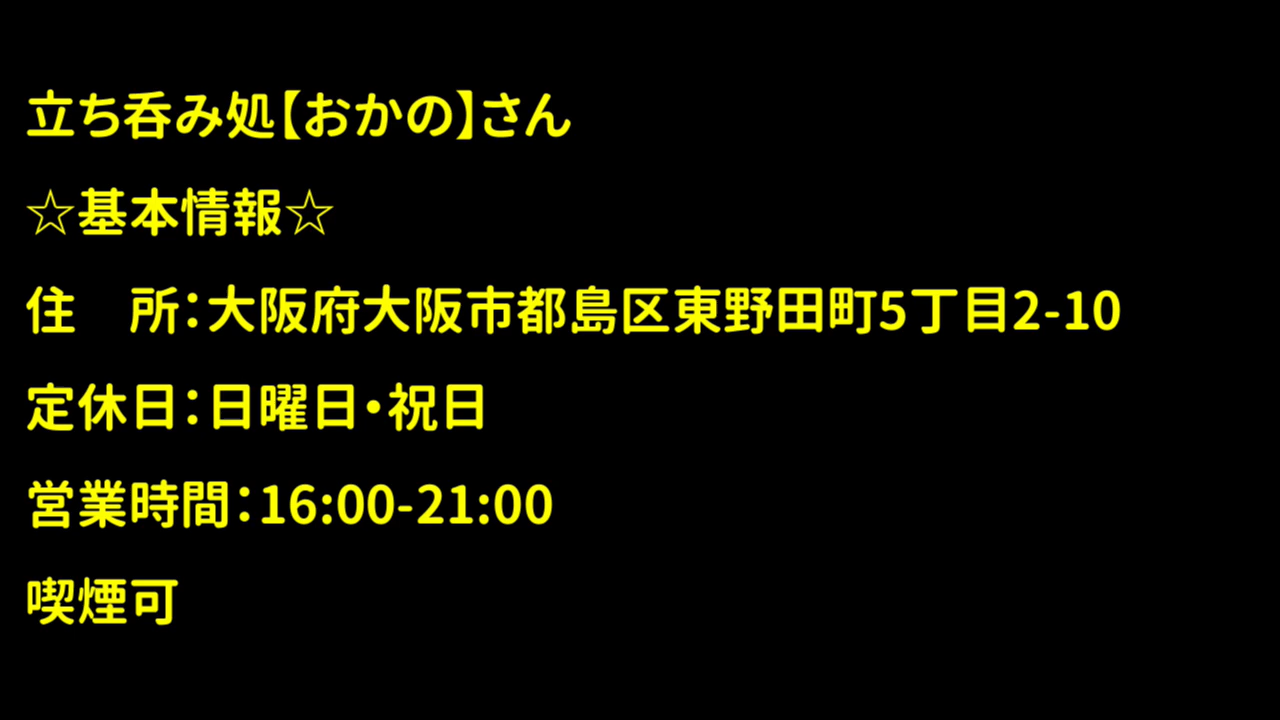 立ち呑み処【おかの】さん
☆基本情報☆
住　所：大阪府大阪市都島区東野田町5丁目2-10
定休日：日曜日・祝日
営業時間：16:00-21:00
喫煙可